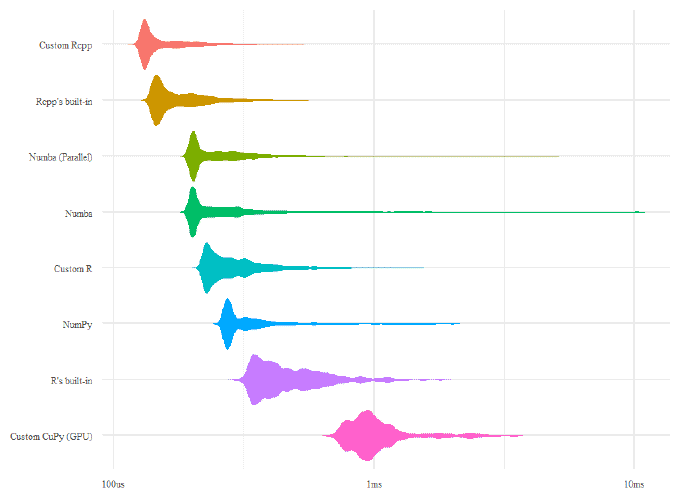 Custom Rcpp
Rcpp's built-in
Numba (Parallel)
Numba
Custom R
NumPy
R's built-in
Custom CuPy (GPU)
100us
1ms
10ms